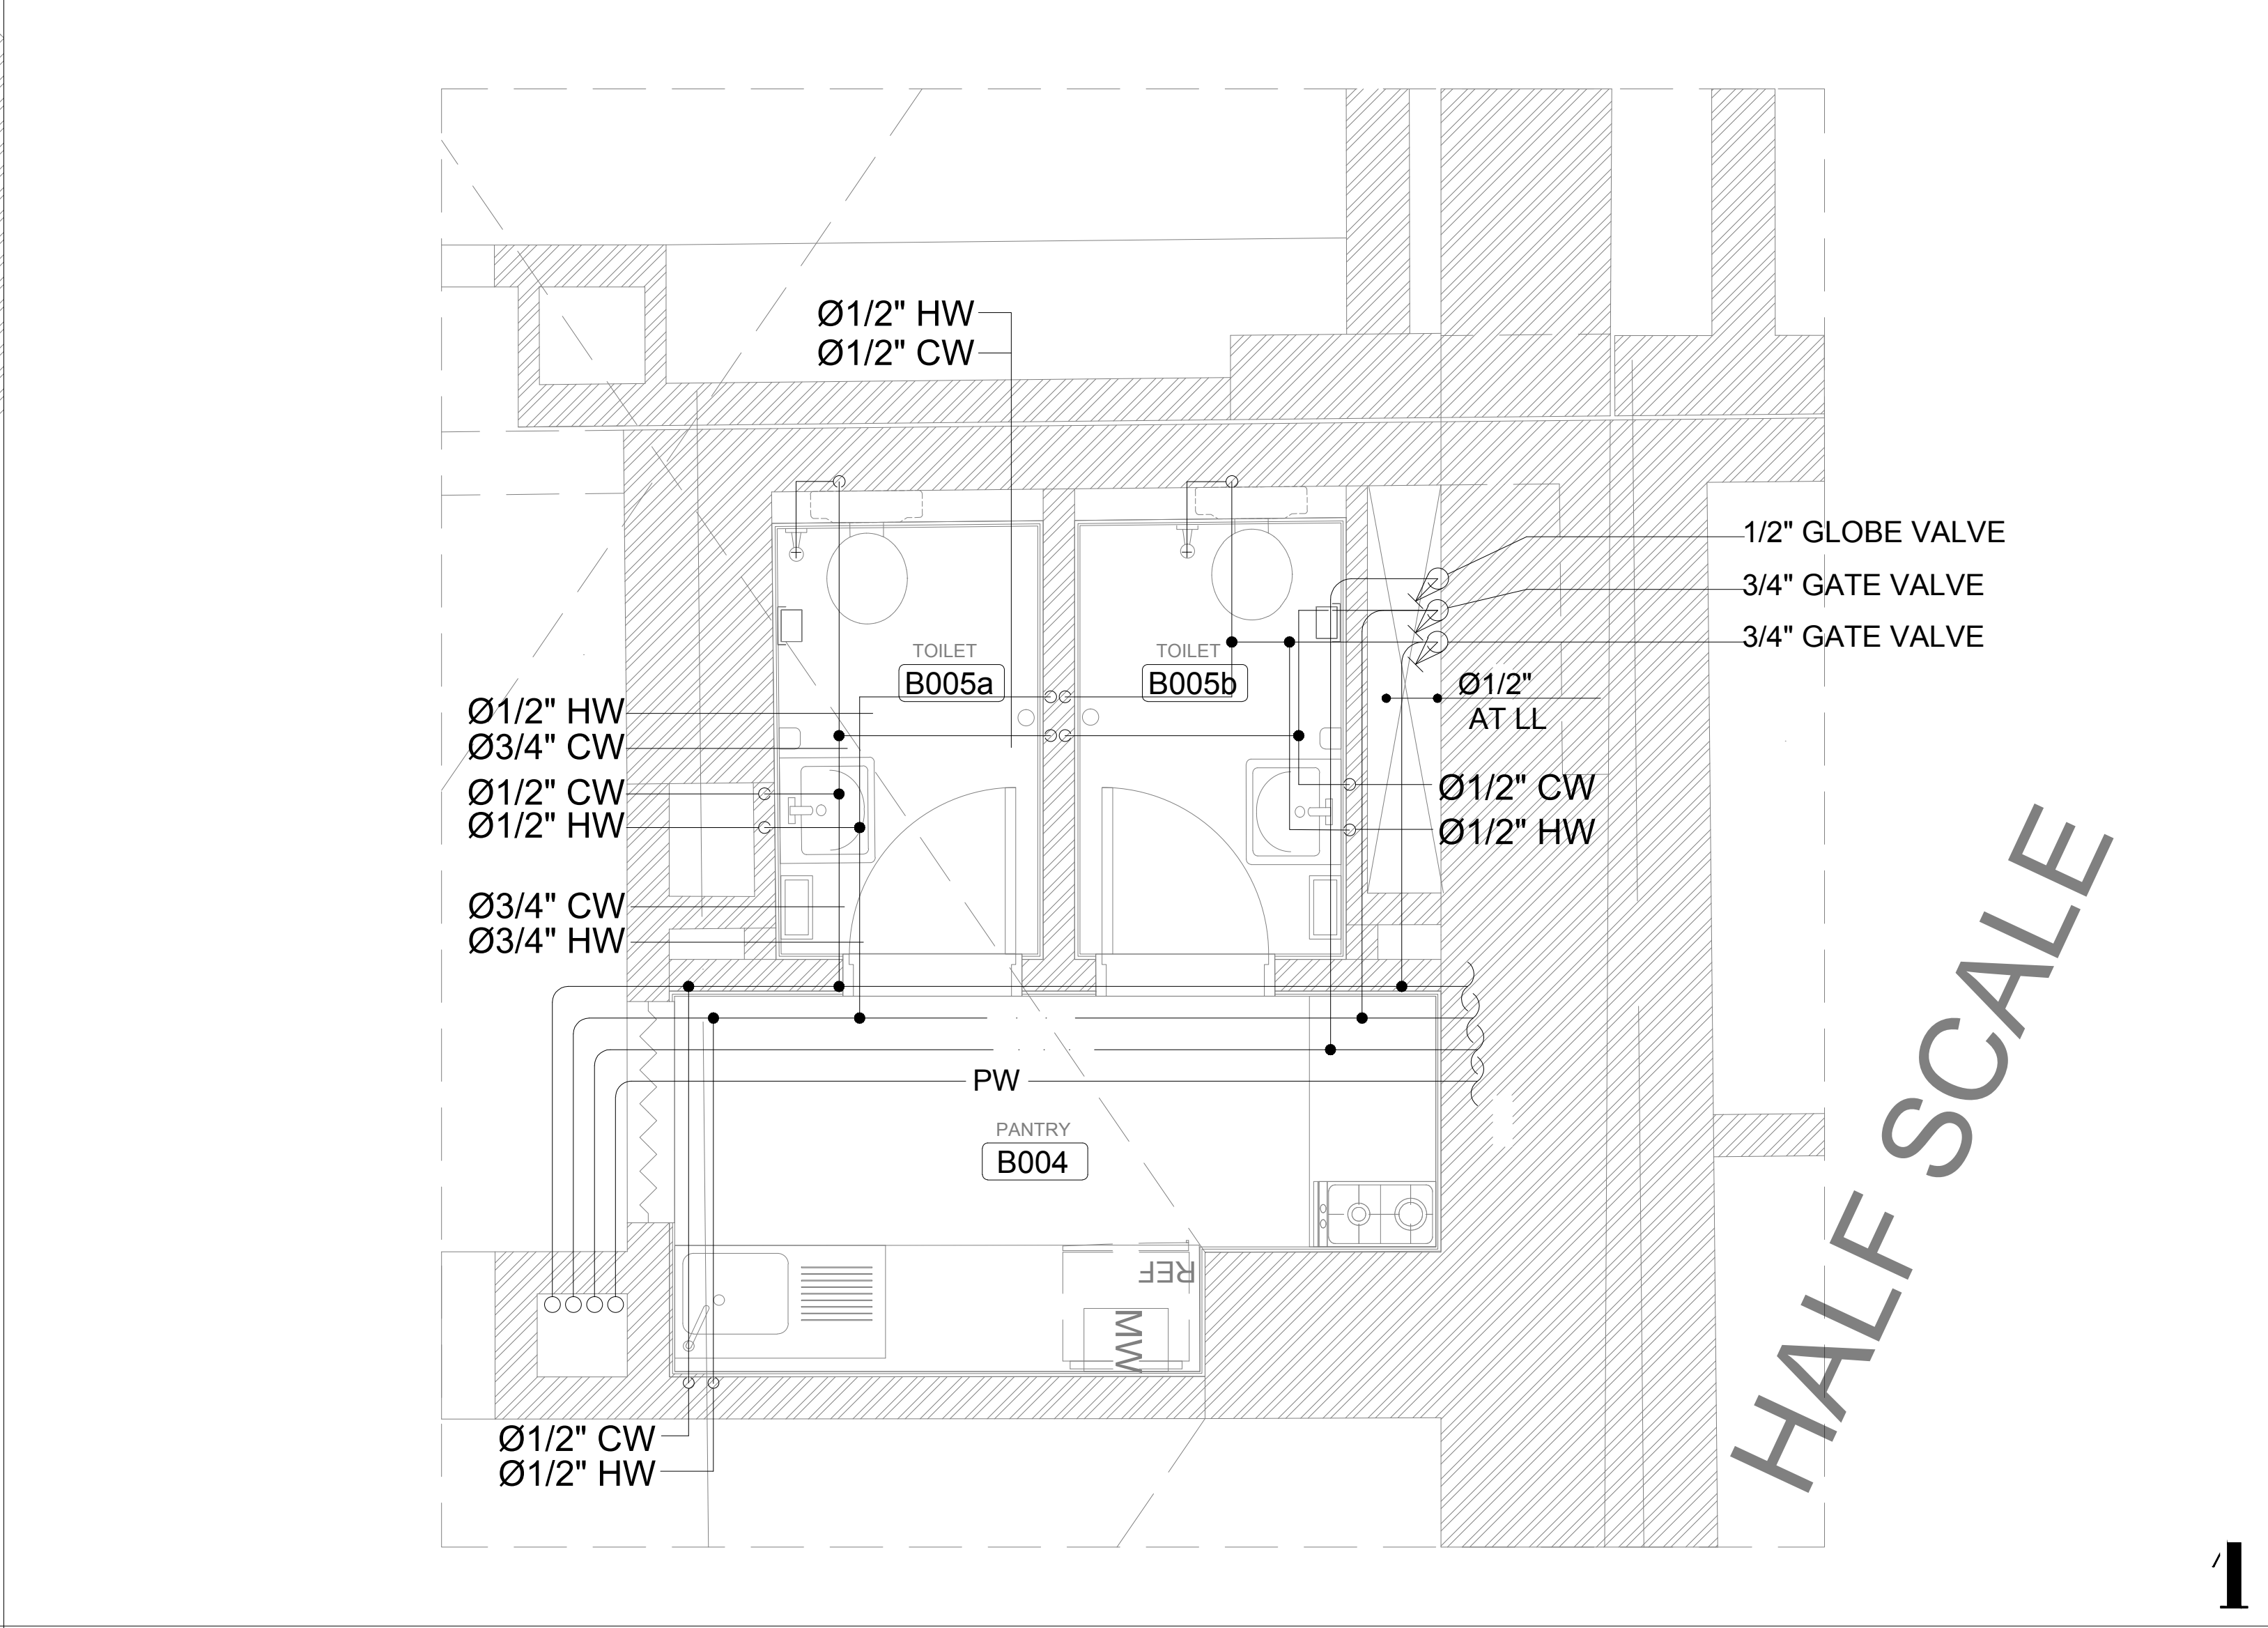 Ø1/2" HW
Ø1/2" CW
1/2" GLOBE VALVE
3/4" GATE VALVE
3/4" GATE VALVE
TOILET
B005a
TOILET
B005b
Ø1/2"
AT LL
Ø1/2" HW
Ø3/4" CW
Ø1/2" CW
Ø1/2" HW
Ø1/2" CW
Ø1/2" HW
Ø3/4" CW
Ø3/4" HW
PW
PANTRY
B004
REF
MW
Ø1/2" CW
Ø1/2" HW
HALF SCALE
1